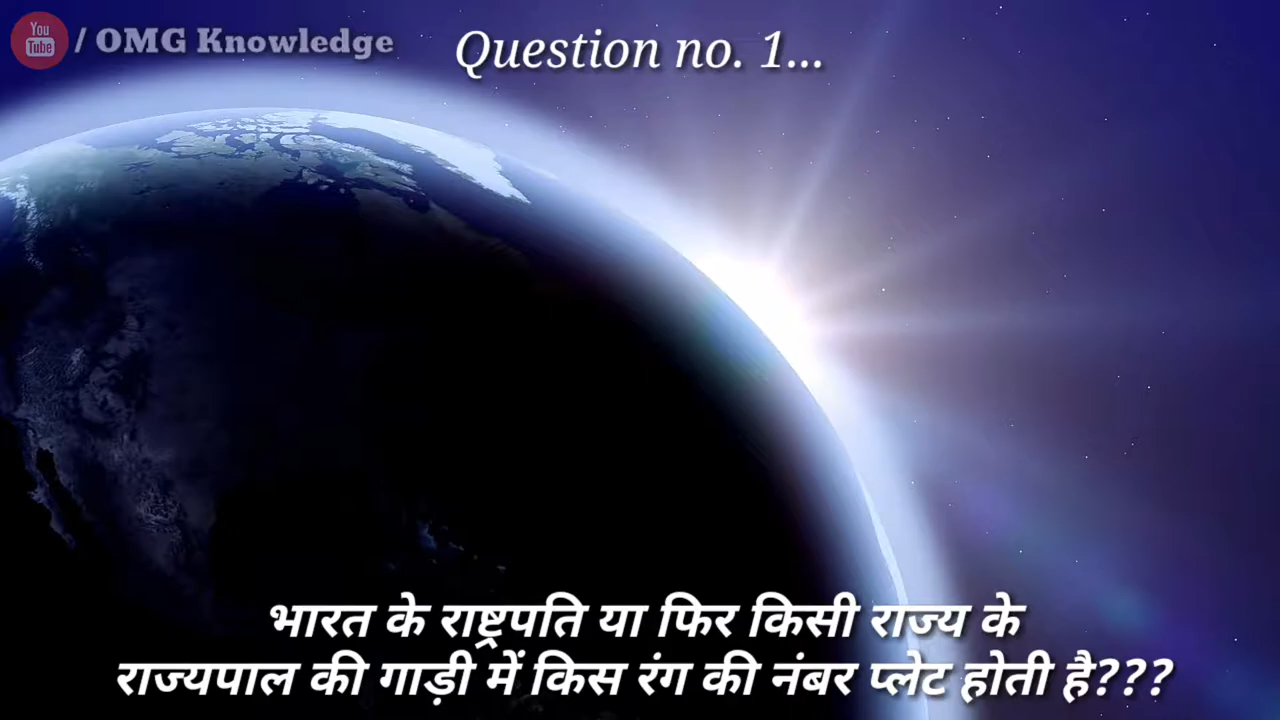 You
Tube
/ OMG Knowledge
Question no. 1...
भारत के राष्ट्रपति या फिर किसी राज्य के
राज्यपाल की गाड़ी में किस रंग की नंबर प्लेट होती है???